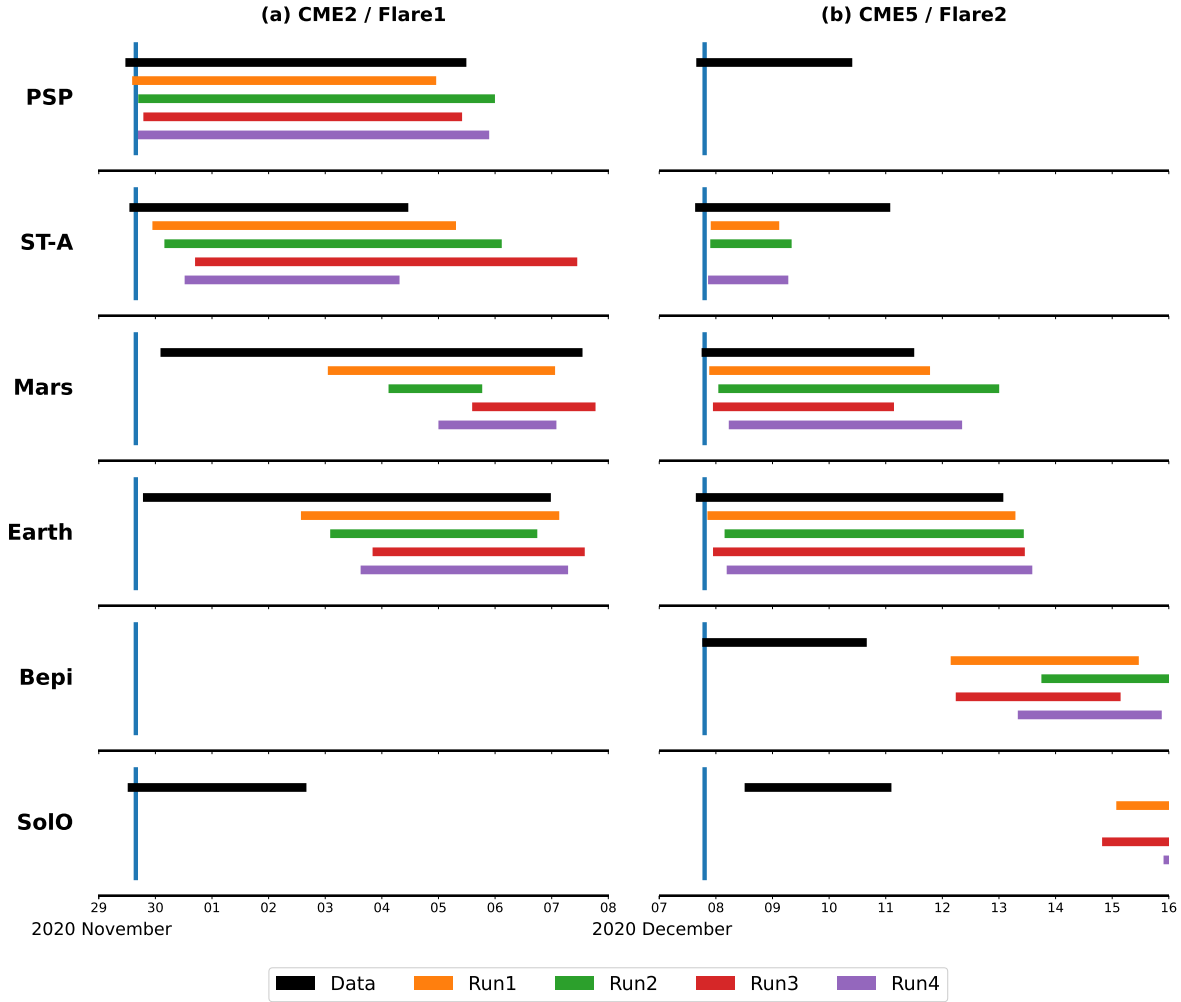 (a) CME2 / Flare1
(b) CME5 / Flare2
PSP
ST-A
Mars
Earth
Bepi
SolO
29 30 01 02 03 04 05 06 07 08
07 08 09 10 11 12 13 14 15 16
2020 November
2020 December
Data Run1 Run2 Run3 Run4